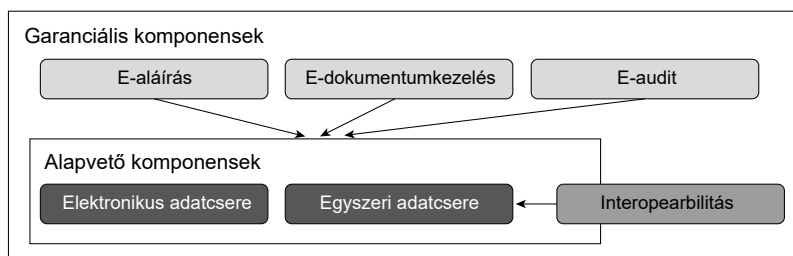 Garanciális komponensek
E-aláírás
E-dokumentumkezelés
E-audit
Alapvető komponensek
Elektronikus adatcsere
Egyszeri adatcsere
Interopearbilitás